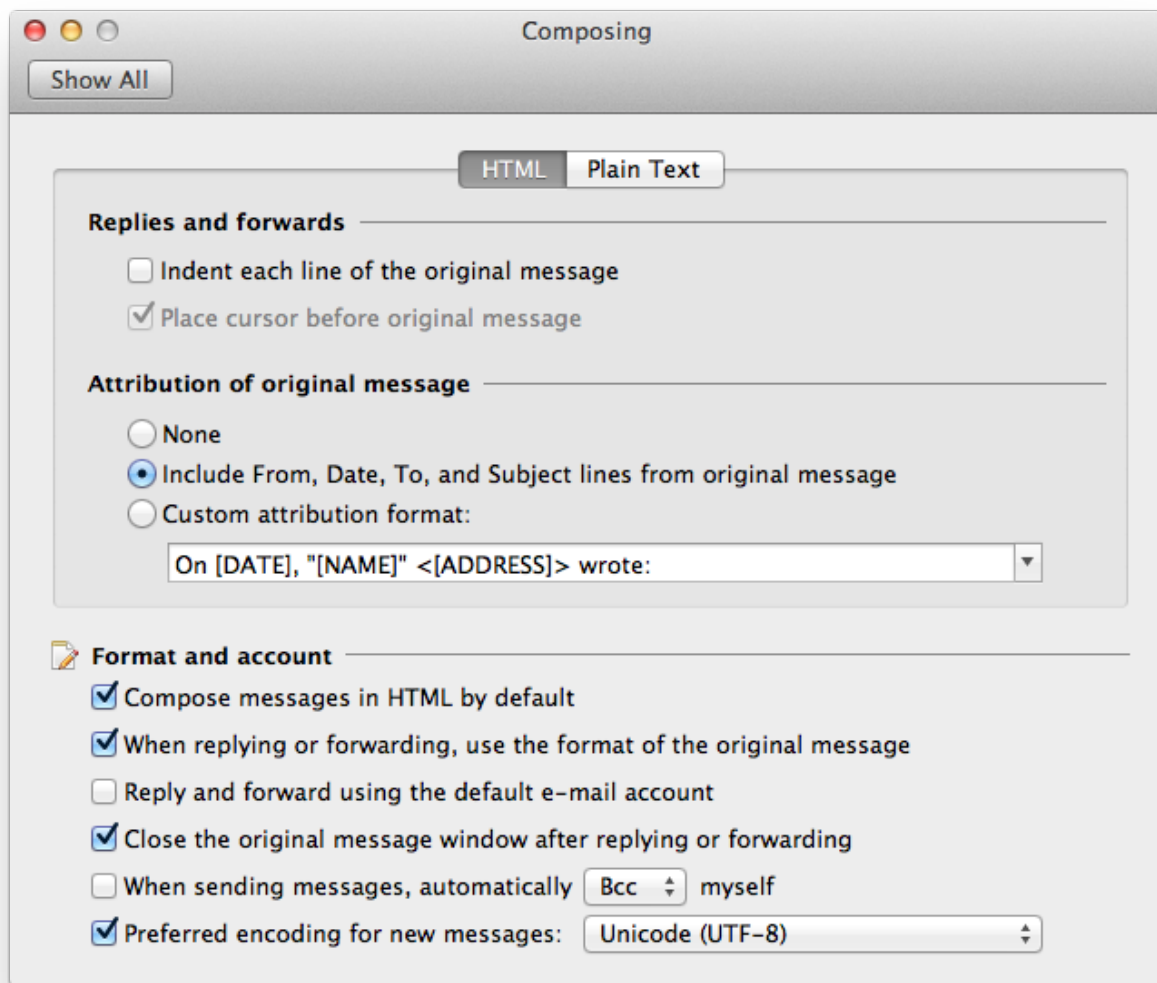 Composing
Show All
HTML Plain Text
Replies and forwards
Indent each line of the original message
Place cursor before original message
Attribution of original message
None
Include From, Date, To, and Subject lines from original message
Custom attribution format:
On [DATE], "[NAME]" <[ADDRESS]> wrote:
Format and account
Compose messages in HTML by default
When replying or forwarding, use the format of the original message
Reply and forward using the default e-mail account
Close the original message window after replying or forwarding
When sending messages, automatically Bcc myself
Preferred encoding for new messages: Unicode (UTF-8)